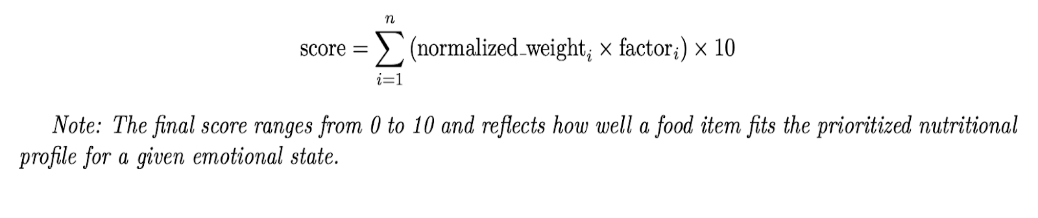 score = \sum_{i=1}^{n} (normalized_weight_i × factor_i) × 10
Note: The final score ranges from 0 to 10 and reflects how well a food item fits the prioritized nutritional
profile for a given emotional state.